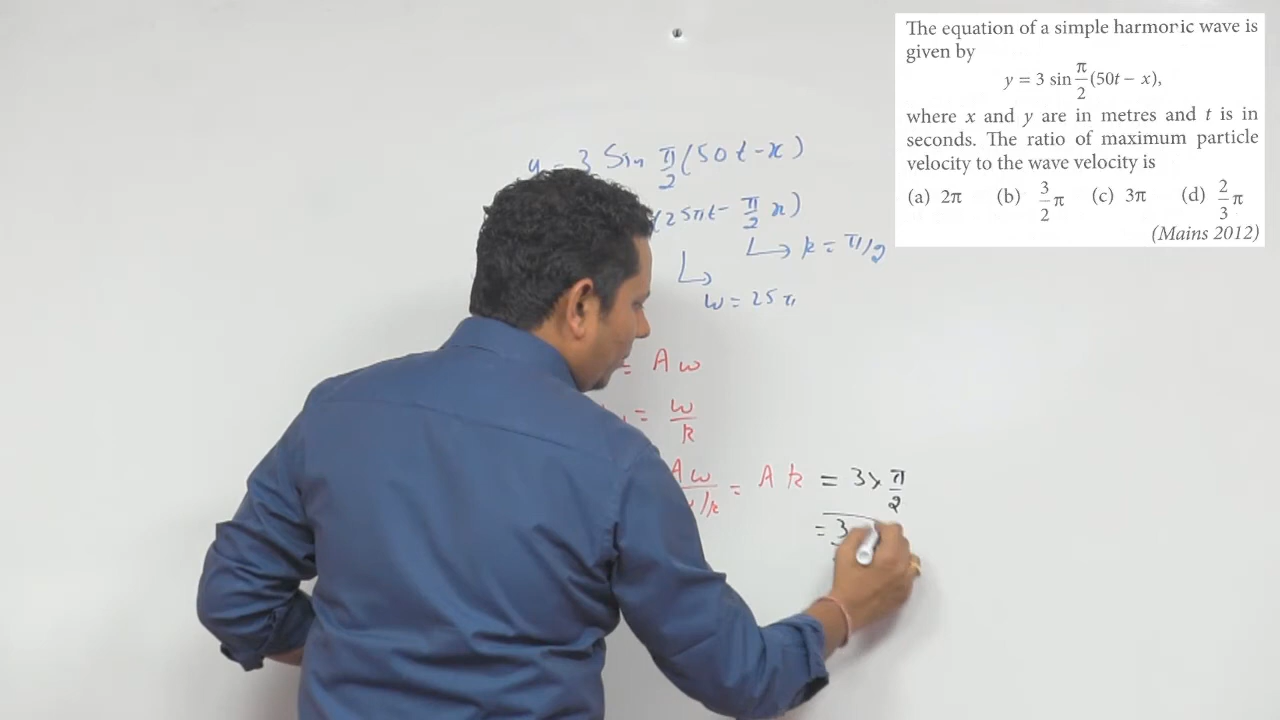 The equation of a simple harmonic wave is
given by
y = 3 sin π/2 (50t − x),
where x and y are in metres and t is in
seconds. The ratio of maximum particle
velocity to the wave velocity is
(a) 2π (b) 3/2 π (c) 3π (d) 2/3 π
(Mains 2012)
y = 3 Sin π/2 (50t - x)
(25πt - π/2 x)
k = π/2
ω = 25π
= Aω
= ω/k
Aω / ω/k = Ak = 3 × π/2
= 3